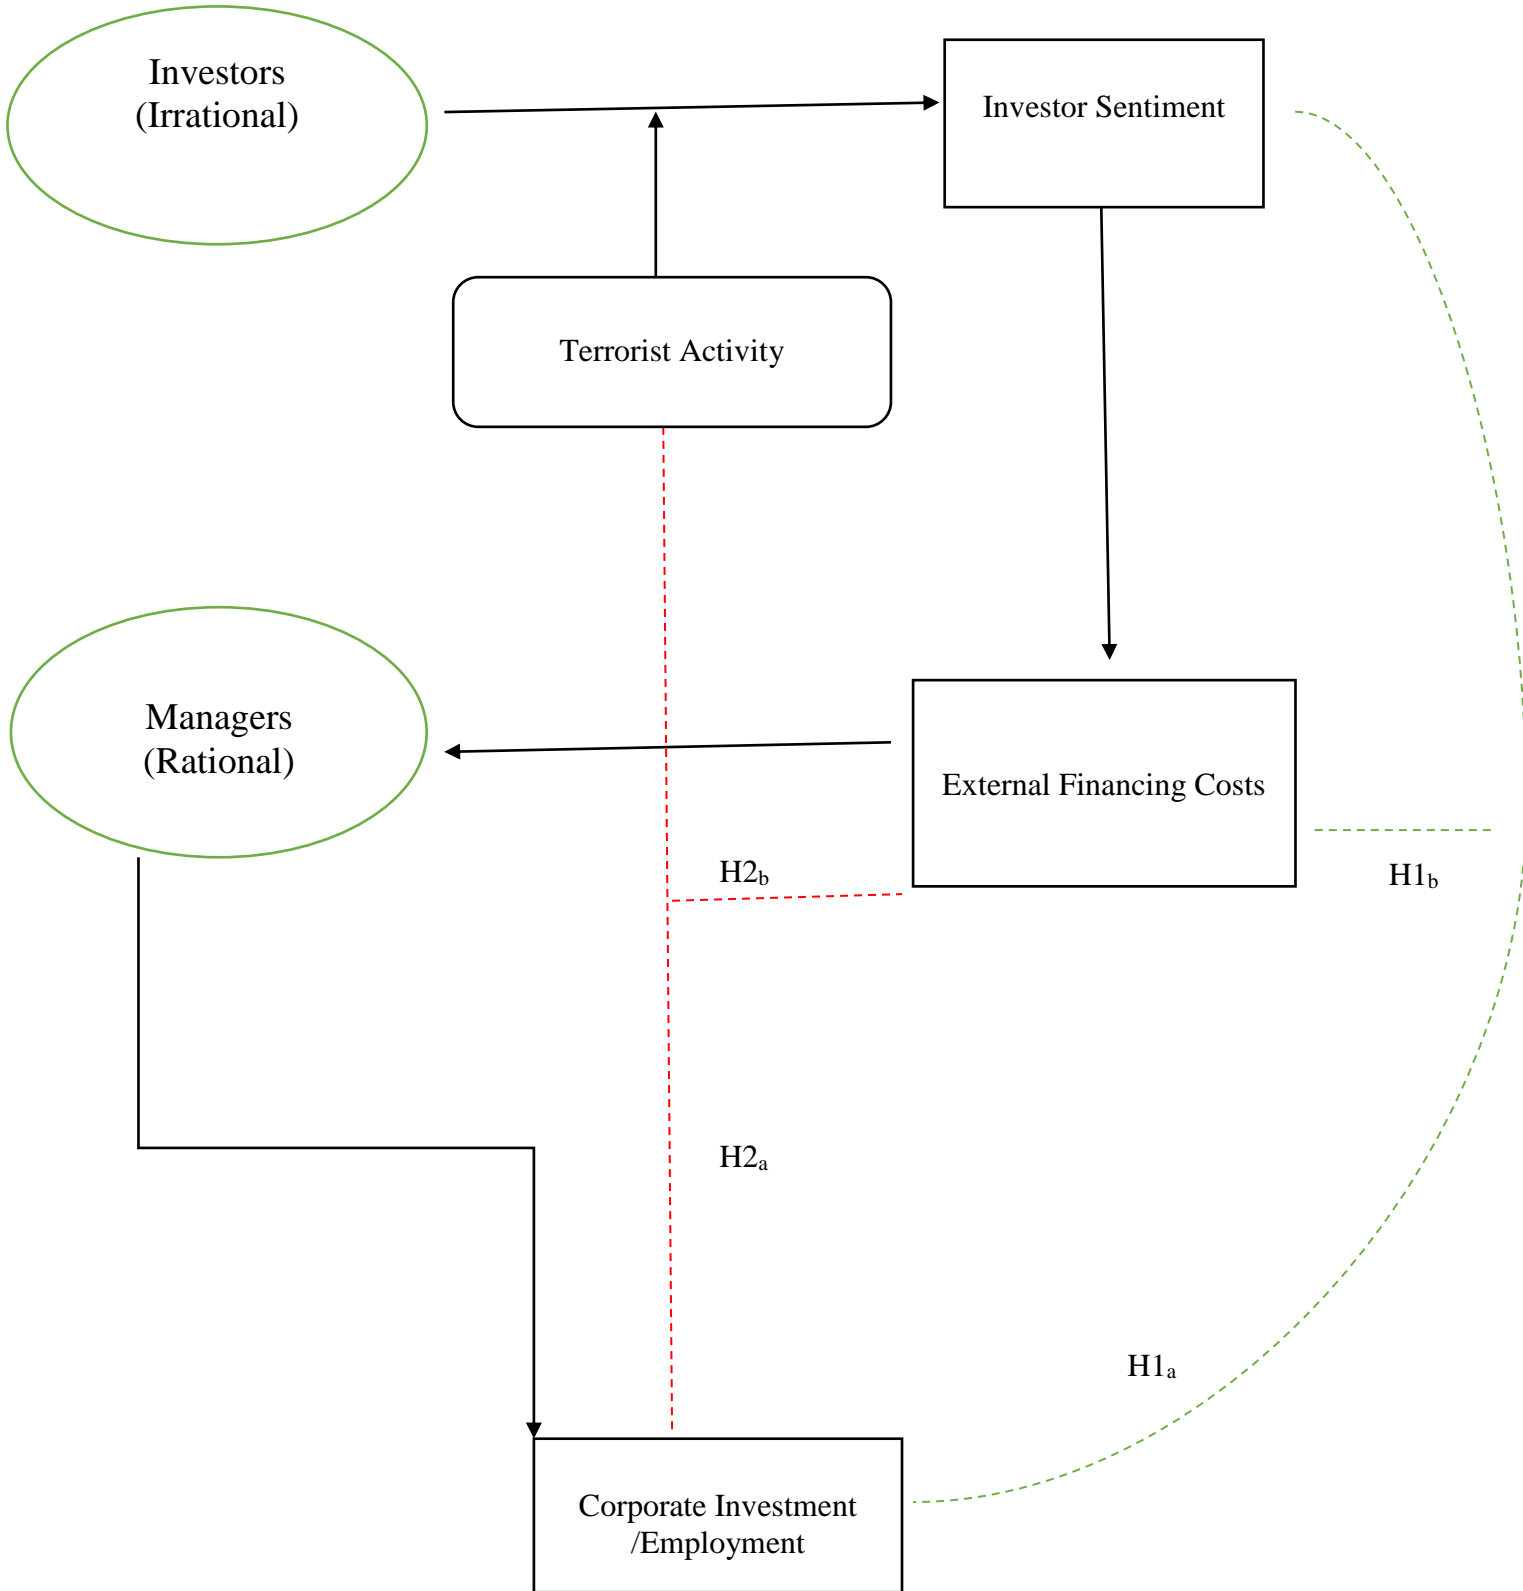 Investors
(Irrational)
Investor Sentiment
Terrorist Activity
Managers
(Rational)
External Financing Costs
H2b
H1b
H2a
H1a
Corporate Investment
/Employment